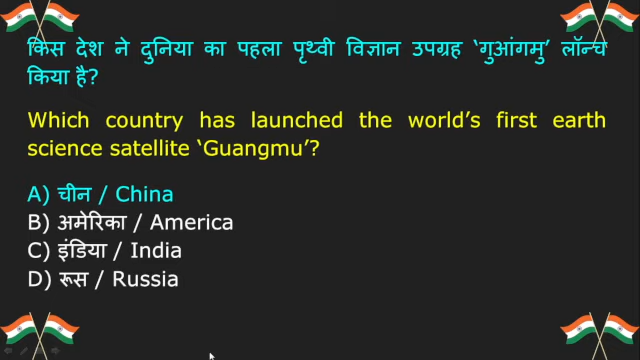 किस देश ने दुनिया का पहला पृथ्वी विज्ञान उपग्रह ‘गुआंगमु’ लॉन्च
किया है?
Which country has launched the world’s first earth
science satellite ‘Guangmu’?
A) चीन / China
B) अमेरिका / America
C) इंडिया / India
D) रूस / Russia